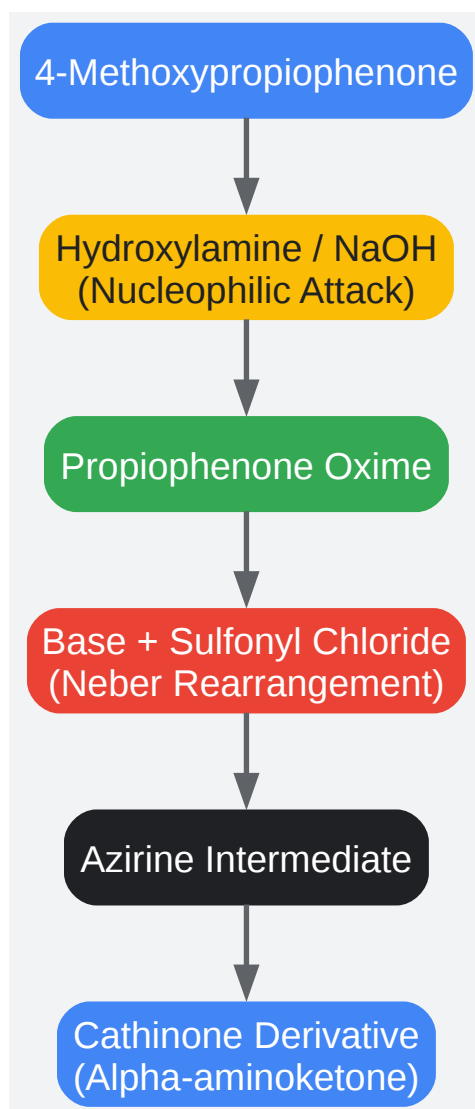 4-Methoxypropiophenone
Hydroxylamine / NaOH
(Nucleophilic Attack)
Propiophenone Oxime
Base + Sulfonyl Chloride
(Neber Rearrangement)
Azirine Intermediate
Cathinone Derivative
(Alpha-aminoketone)